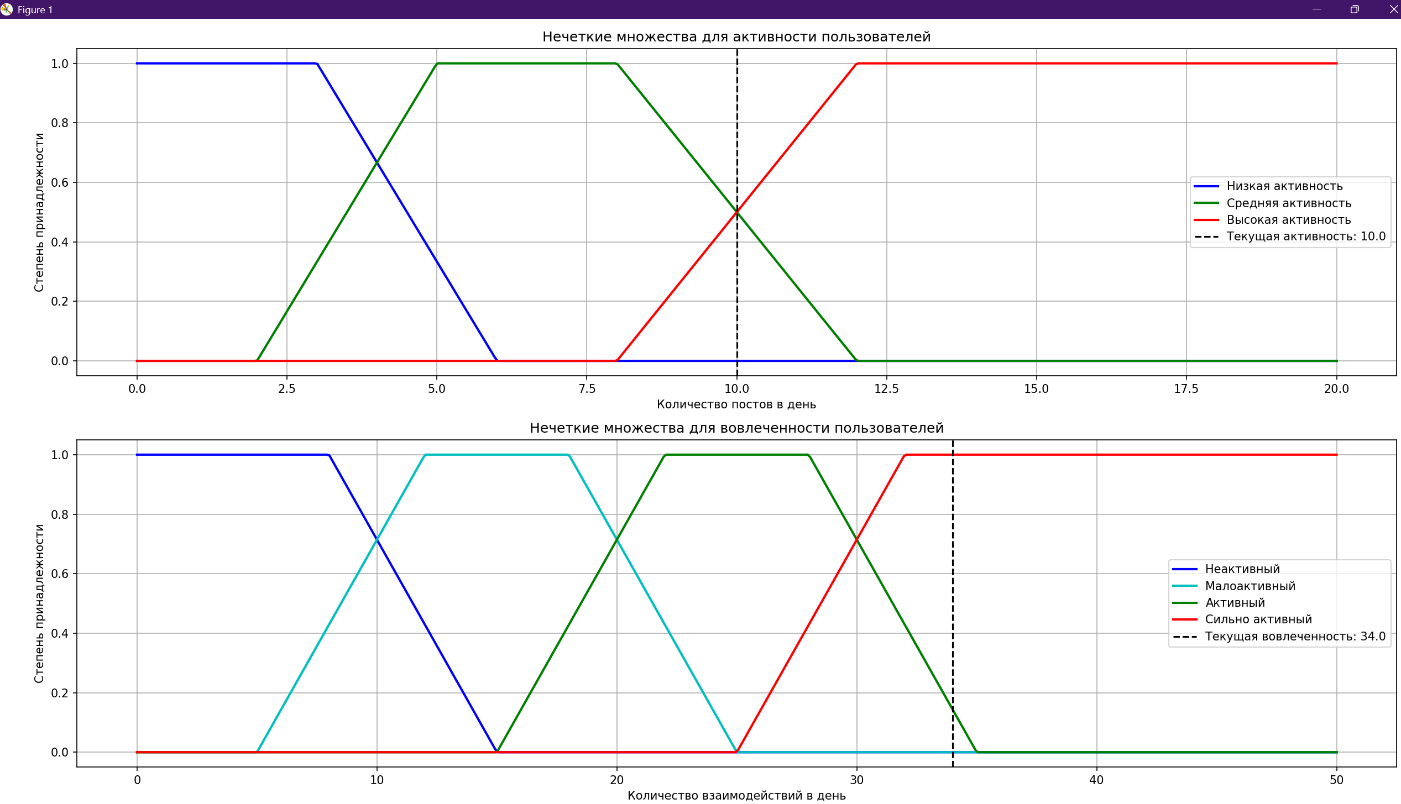 Figure 1
Нечеткие множества для активности пользователей
1.0
0.8
0.6
0.4
0.2
0.0
Степень принадлежности
Низкая активность
Средняя активность
Высокая активность
Текущая активность: 10.0
0.0 2.5 5.0 7.5 10.0 12.5 15.0 17.5 20.0
Количество постов в день
Нечеткие множества для вовлеченности пользователей
1.0
0.8
0.6
0.4
0.2
0.0
Степень принадлежности
Неактивный
Малоактивный
Активный
Сильно активный
Текущая вовлеченность: 34.0
0 10 20 30 40 50
Количество взаимодействий в день